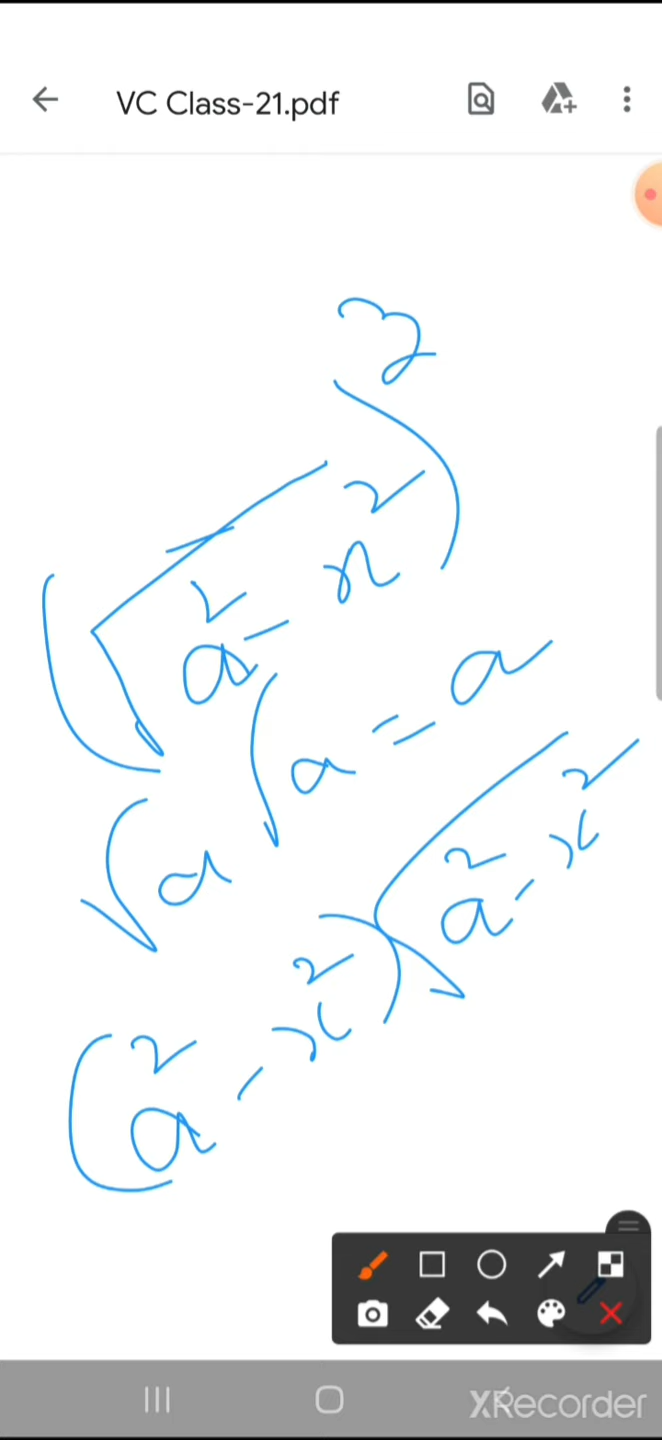 VC Class-21.pdf
(√a² - x²)³
√a √a = a
(a² - x²)√a² - x²
XRecorder